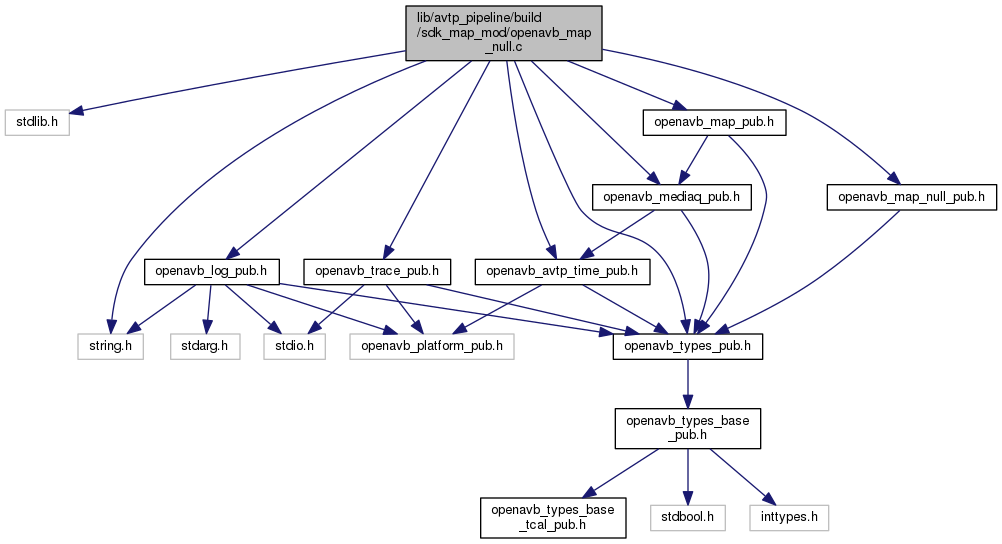 lib/avtp_pipeline/build
/sdk_map_mod/openavb_map
_null.c
stdlib.h
openavb_map_pub.h
openavb_mediaq_pub.h
openavb_map_null_pub.h
openavb_log_pub.h
openavb_trace_pub.h
openavb_avtp_time_pub.h
string.h
stdarg.h
stdio.h
openavb_platform_pub.h
openavb_types_pub.h
openavb_types_base
_pub.h
openavb_types_base
_tcal_pub.h
stdbool.h
inttypes.h